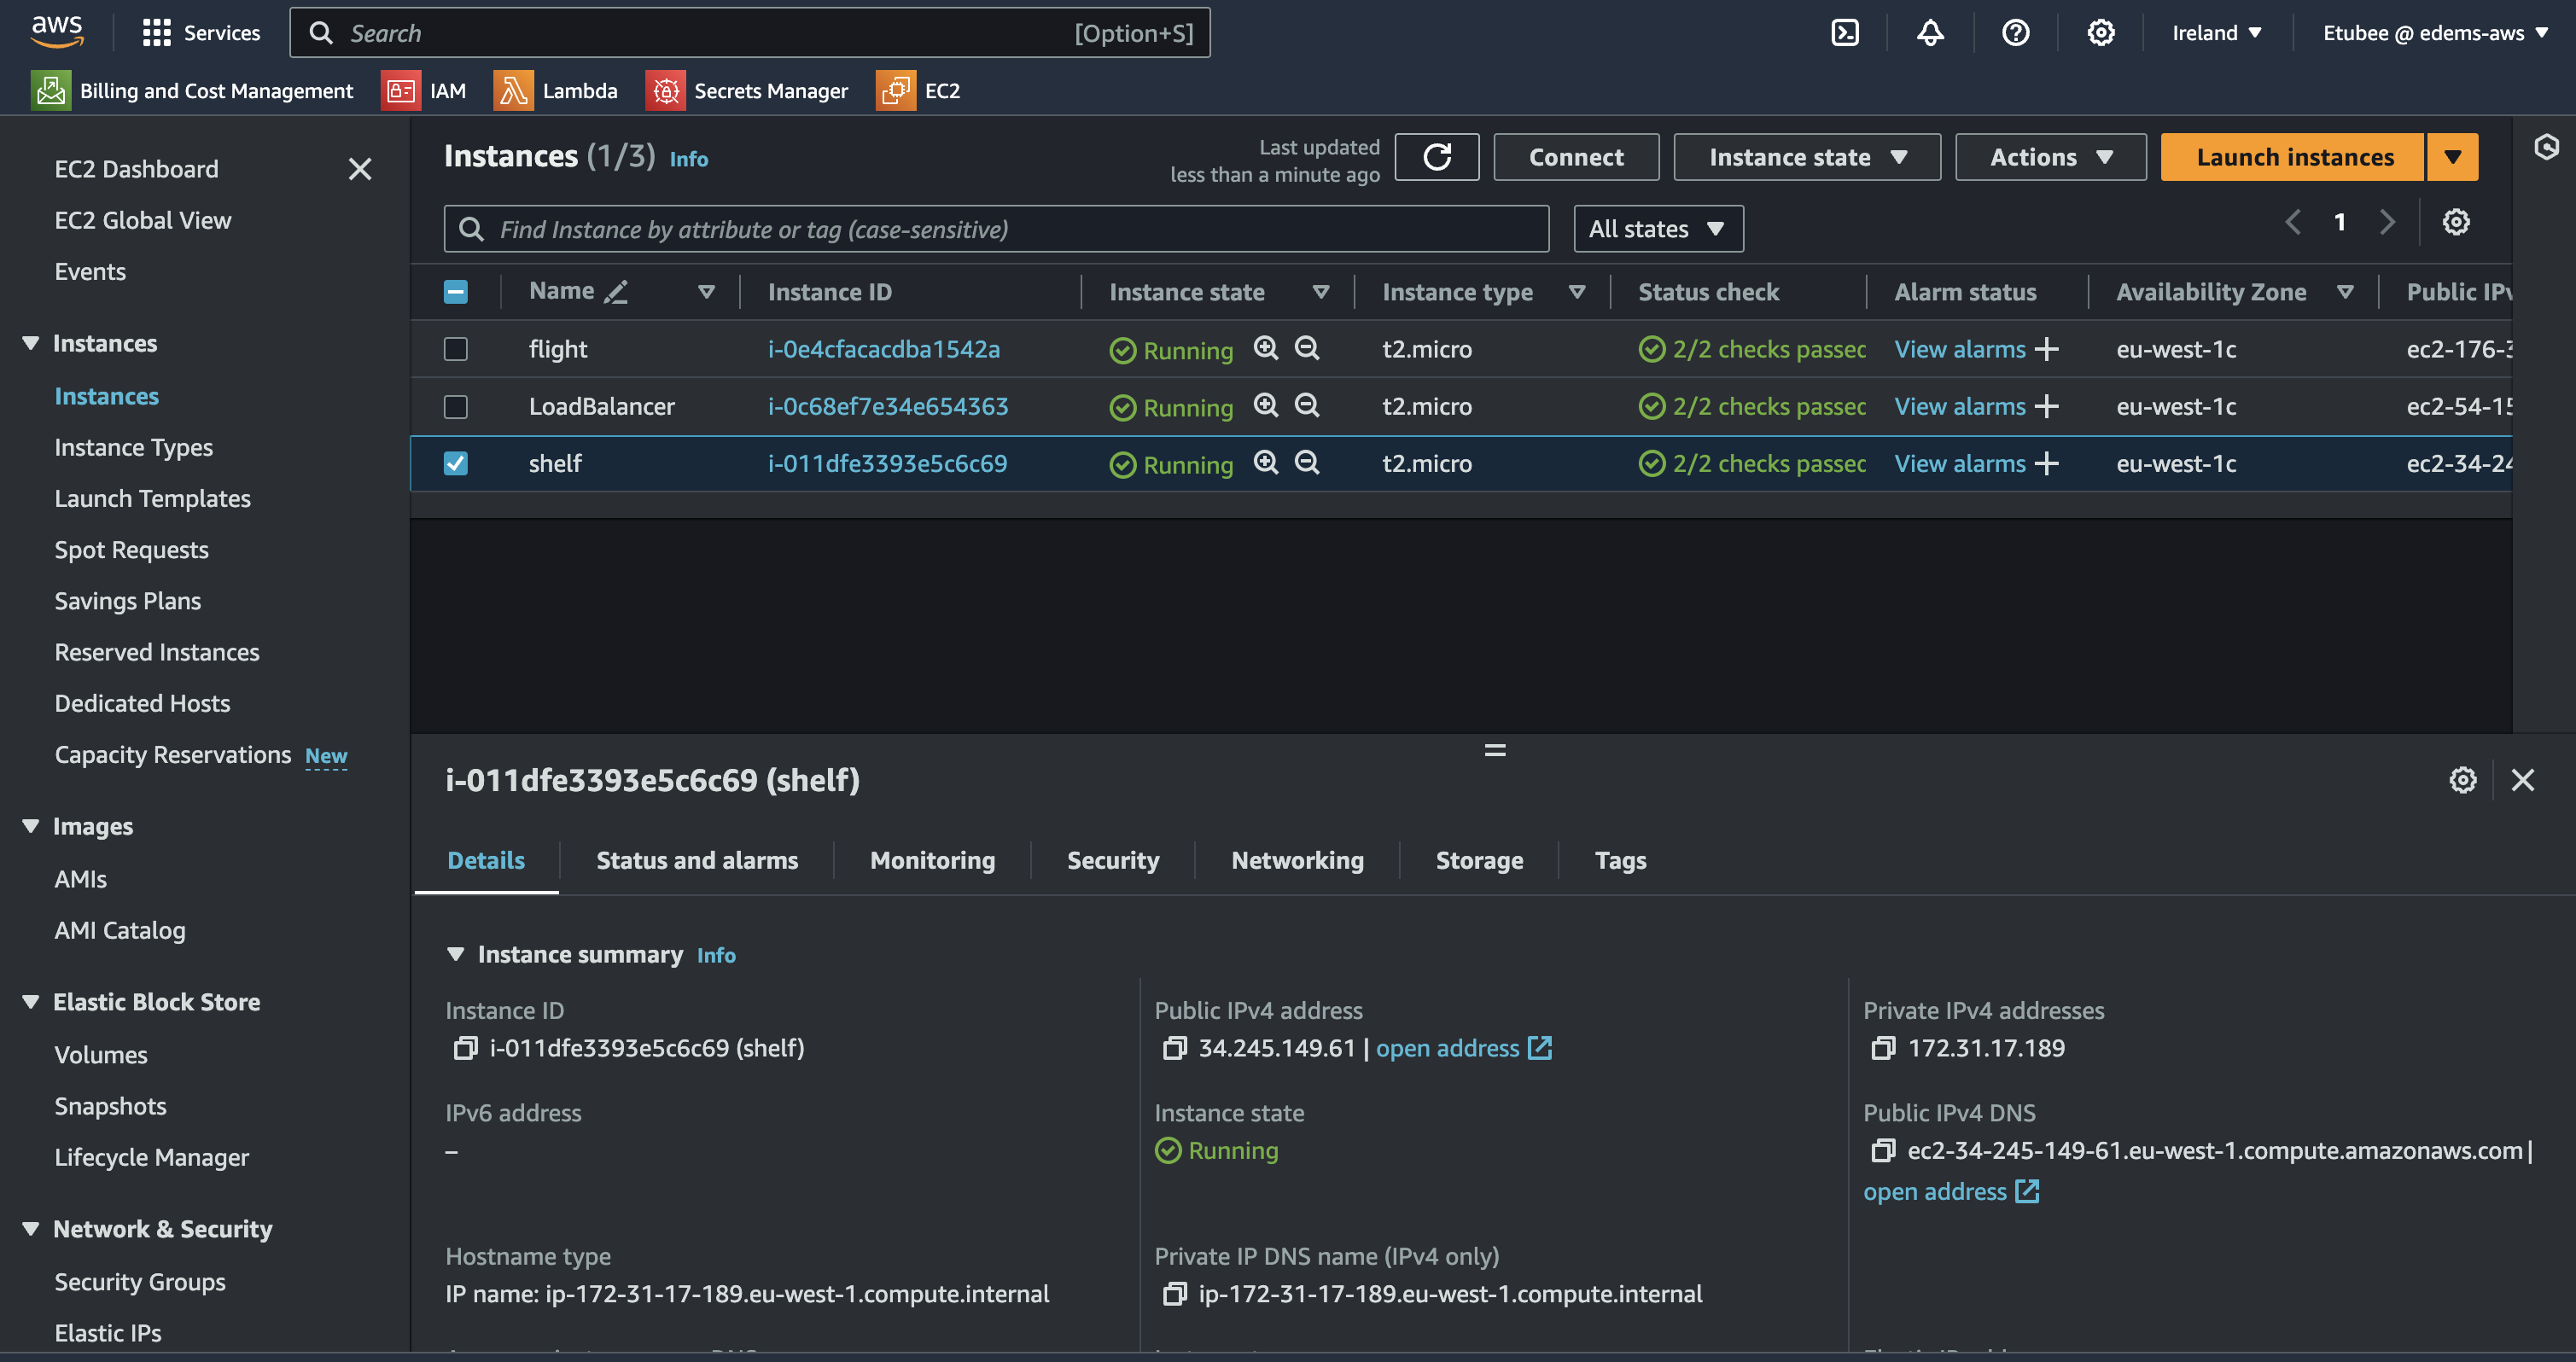 aws
Services
Search [Option+S]
Ireland
Etubee @ edems-aws
Billing and Cost Management
IAM
Lambda
Secrets Manager
EC2
EC2 Dashboard
EC2 Global View
Events
Instances
Instances
Instance Types
Launch Templates
Spot Requests
Savings Plans
Reserved Instances
Dedicated Hosts
Capacity Reservations New
Images
AMIs
AMI Catalog
Elastic Block Store
Volumes
Snapshots
Lifecycle Manager
Network & Security
Security Groups
Elastic IPs
Instances (1/3) Info
Last updated
less than a minute ago
Connect
Instance state
Actions
Launch instances
Find Instance by attribute or tag (case-sensitive)
All states
1
Name Instance ID Instance state Instance type Status check Alarm status Availability Zone Public IPv
flight i-0e4cfacacdba1542a Running t2.micro 2/2 checks passec View alarms eu-west-1c ec2-176-3
LoadBalancer i-0c68ef7e34e654363 Running t2.micro 2/2 checks passec View alarms eu-west-1c ec2-54-15
shelf i-011dfe3393e5c6c69 Running t2.micro 2/2 checks passec View alarms eu-west-1c ec2-34-24
i-011dfe3393e5c6c69 (shelf)
Details Status and alarms Monitoring Security Networking Storage Tags
Instance summary Info
Instance ID
i-011dfe3393e5c6c69 (shelf)
Public IPv4 address
34.245.149.61 | open address
Private IPv4 addresses
172.31.17.189
IPv6 address
–
Instance state
Running
Public IPv4 DNS
ec2-34-245-149-61.eu-west-1.compute.amazonaws.com |
open address
Hostname type
IP name: ip-172-31-17-189.eu-west-1.compute.internal
Private IP DNS name (IPv4 only)
ip-172-31-17-189.eu-west-1.compute.internal